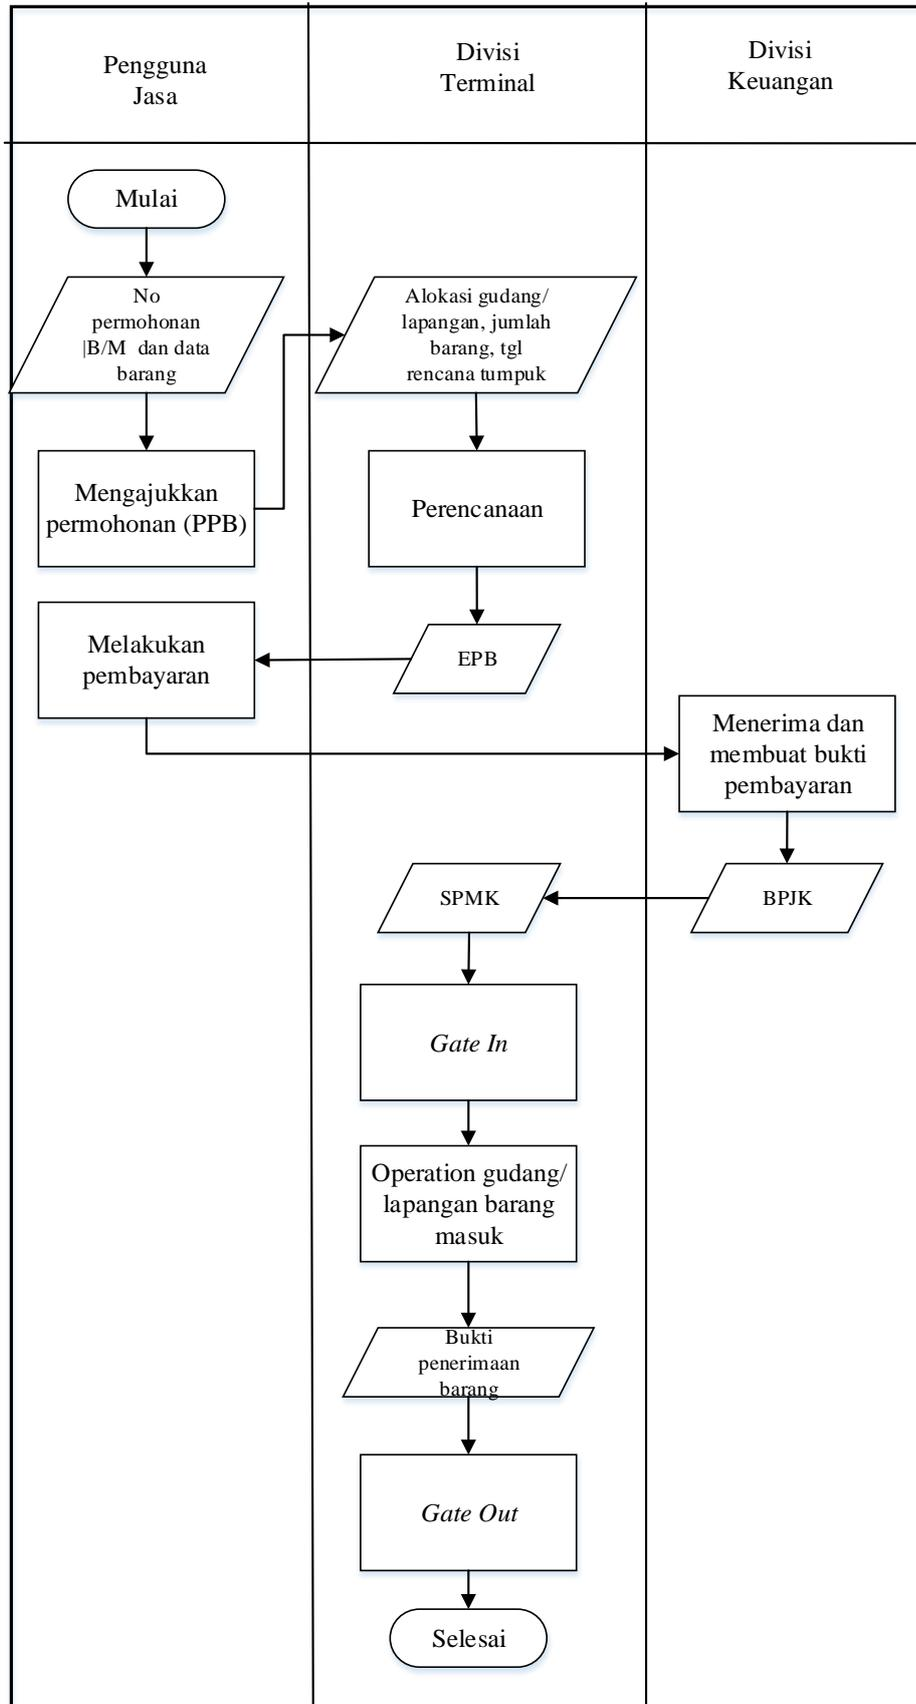 Pengguna
Jasa
Divisi
Terminal
Divisi
Keuangan
Mulai
No
permohonan
|B/M dan data
barang
Alokasi gudang/
lapangan, jumlah
barang, tgl
rencana tumpuk
Mengajukkan
permohonan (PPB)
Perencanaan
Melakukan
pembayaran
EPB
Menerima dan
membuat bukti
pembayaran
SPMK
BPJK
Gate In
Operation gudang/
lapangan barang
masuk
Bukti
penerimaan
barang
Gate Out
Selesai